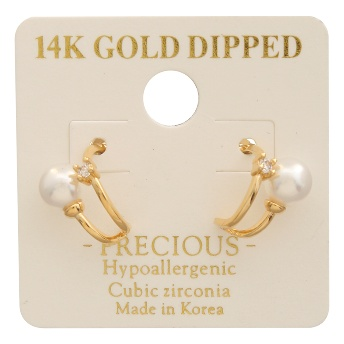 14K GOLD DIPPED
- PRECIOUS -
Hypoallergenic
Cubic zirconia
Made in Korea